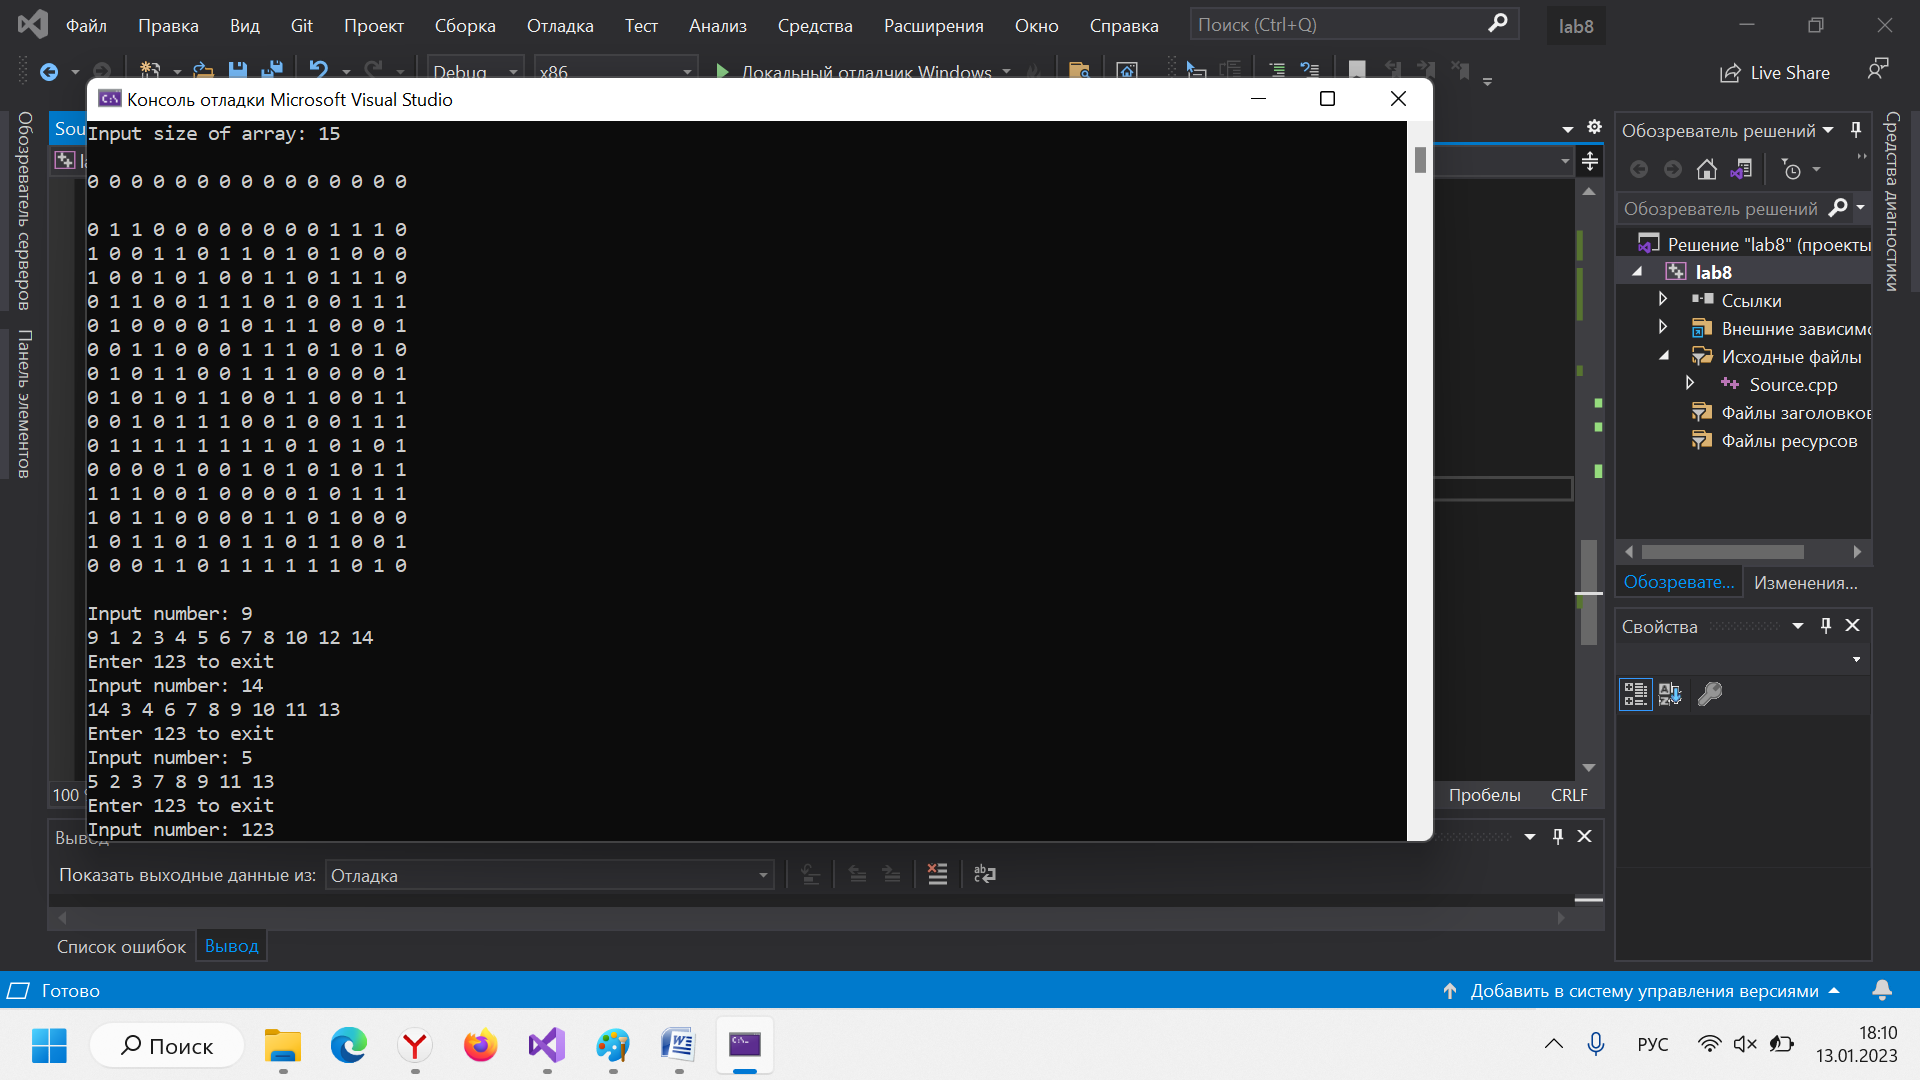 Файл Правка Вид Git Проект Сборка Отладка Тест Анализ Средства Расширения Окно Справка Поиск (Ctrl+Q) lab8
Debug x86 Локальный отладчик Windows Live Share
Обозреватель серверов
Панель элементов
Консоль отладки Microsoft Visual Studio
Sou
Input size of array: 15
0 0 0 0 0 0 0 0 0 0 0 0 0 0 0
0 1 1 0 0 0 0 0 0 0 0 1 1 1 0
1 0 0 1 1 0 1 1 0 1 0 1 0 0 0
1 0 0 1 0 1 0 0 1 1 0 1 1 1 0
0 1 1 0 0 1 1 1 0 1 0 0 1 1 1
0 1 0 0 0 0 1 0 1 1 1 0 0 0 1
0 0 1 1 0 0 0 1 1 1 0 1 0 1 0
0 1 0 1 1 0 0 1 1 1 0 0 0 0 1
0 1 0 1 0 1 1 0 0 1 1 0 0 1 1
0 0 1 0 1 1 1 0 0 1 0 0 1 1 1
0 1 1 1 1 1 1 1 1 0 1 0 1 0 1
0 0 0 0 1 0 0 1 0 1 0 1 0 1 1
1 1 1 0 0 1 0 0 0 0 1 0 1 1 1
1 0 1 1 0 0 0 0 1 1 0 1 0 0 0
1 0 1 1 0 1 0 1 1 0 1 1 0 0 1
0 0 0 1 1 0 1 1 1 1 1 1 0 1 0
Input number: 9
9 1 2 3 4 5 6 7 8 10 12 14
Enter 123 to exit
Input number: 14
14 3 4 6 7 8 9 10 11 13
Enter 123 to exit
Input number: 5
5 2 3 7 8 9 11 13
Enter 123 to exit
Input number: 123
100
Пробелы CRLF
Вывод
Показать выходные данные из: Отладка
Список ошибок Вывод
Обозреватель решений
Обозреватель решений
Решение "lab8" (проекты
lab8
Ссылки
Внешние зависимо
Исходные файлы
Source.cpp
Файлы заголовков
Файлы ресурсов
Обозревате... Изменения...
Свойства
Средства диагностики
Готово
Добавить в систему управления версиями
Поиск
РУС
18:10
13.01.2023